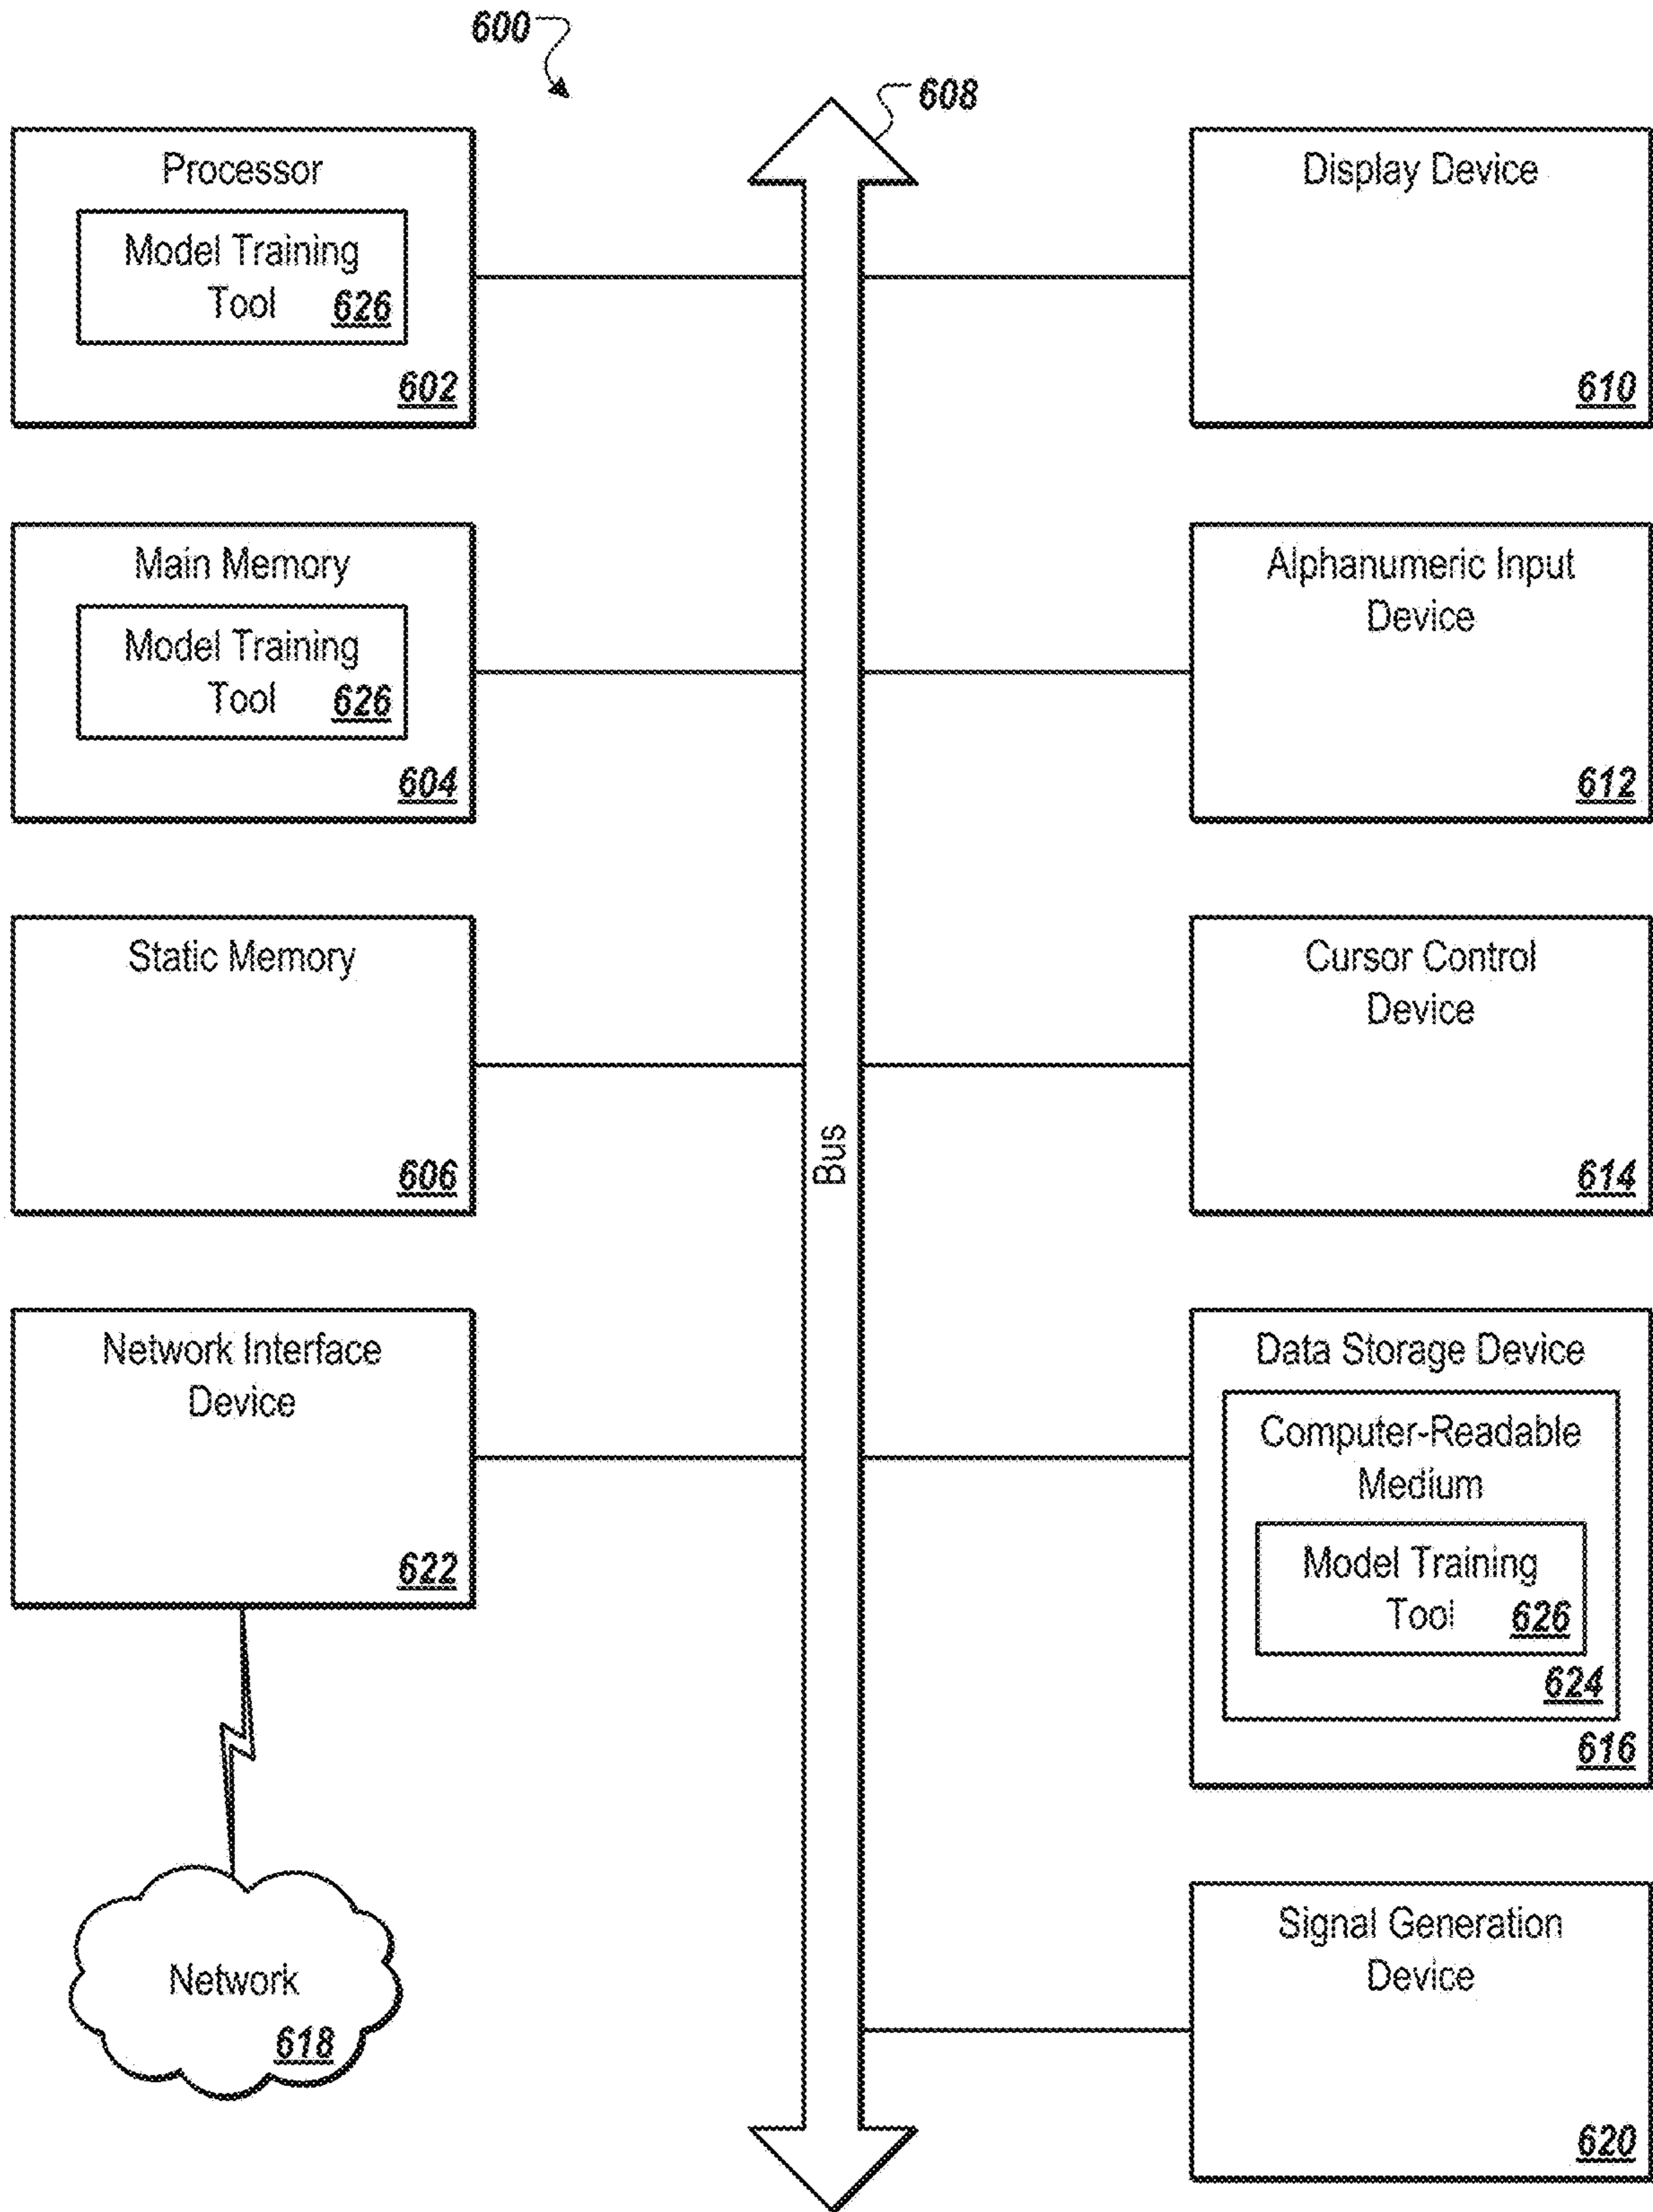 600
608
Processor
Model Training
Tool 626
602
Display Device
610
Main Memory
Model Training
Tool 626
604
Alphanumeric Input
Device
612
Static Memory
606
Cursor Control
Device
614
Bus
Network Interface
Device
622
Data Storage Device
Computer-Readable
Medium
Model Training
Tool 626
624
616
Network
618
Signal Generation
Device
620